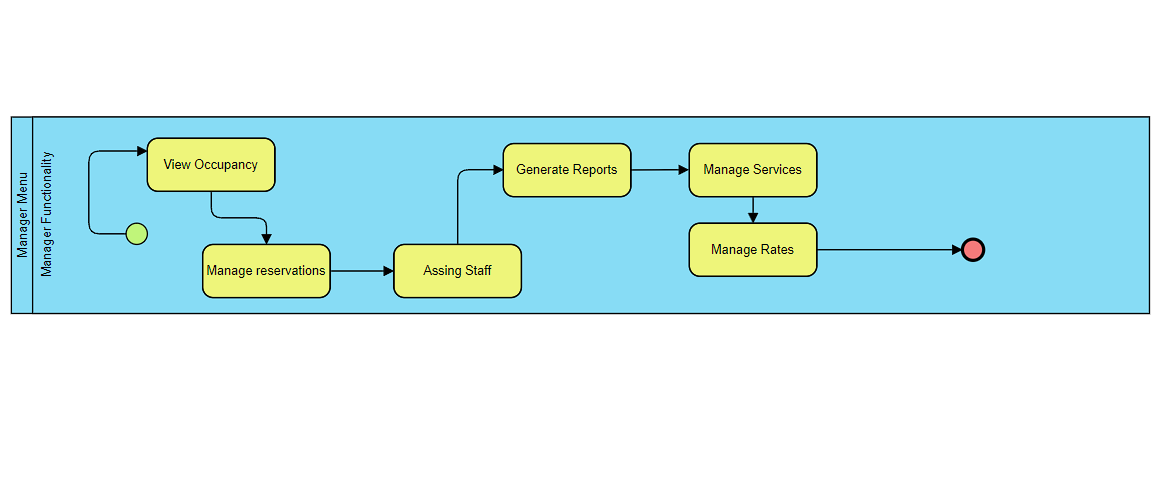 Manager Menu
Manager Functionality
View Occupancy
Manage reservations
Assing Staff
Generate Reports
Manage Services
Manage Rates